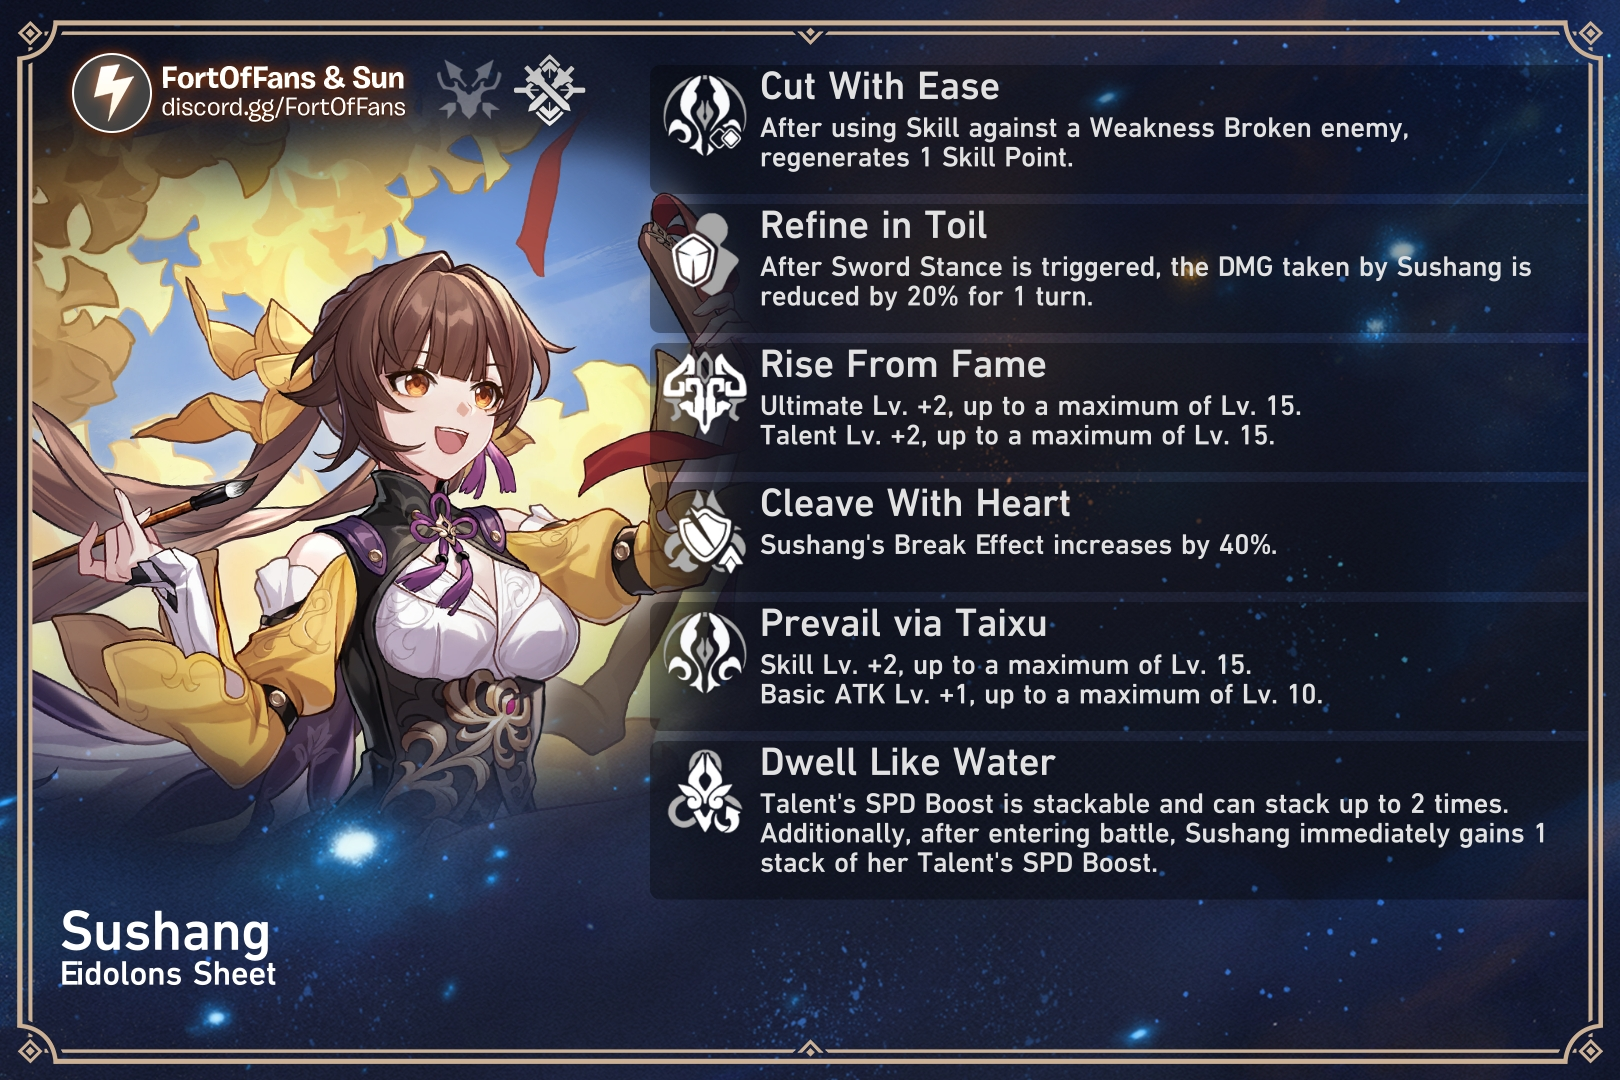 FortOfFans & Sun
discord.gg/FortOfFans
Cut With Ease
After using Skill against a Weakness Broken enemy,
regenerates 1 Skill Point.
Refine in Toil
After Sword Stance is triggered, the DMG taken by Sushang is
reduced by 20% for 1 turn.
Rise From Fame
Ultimate Lv. +2, up to a maximum of Lv. 15.
Talent Lv. +2, up to a maximum of Lv. 15.
Cleave With Heart
Sushang's Break Effect increases by 40%.
Prevail via Taixu
Skill Lv. +2, up to a maximum of Lv. 15.
Basic ATK Lv. +1, up to a maximum of Lv. 10.
Dwell Like Water
Talent's SPD Boost is stackable and can stack up to 2 times.
Additionally, after entering battle, Sushang immediately gains 1
stack of her Talent's SPD Boost.
Sushang
Eidolons Sheet